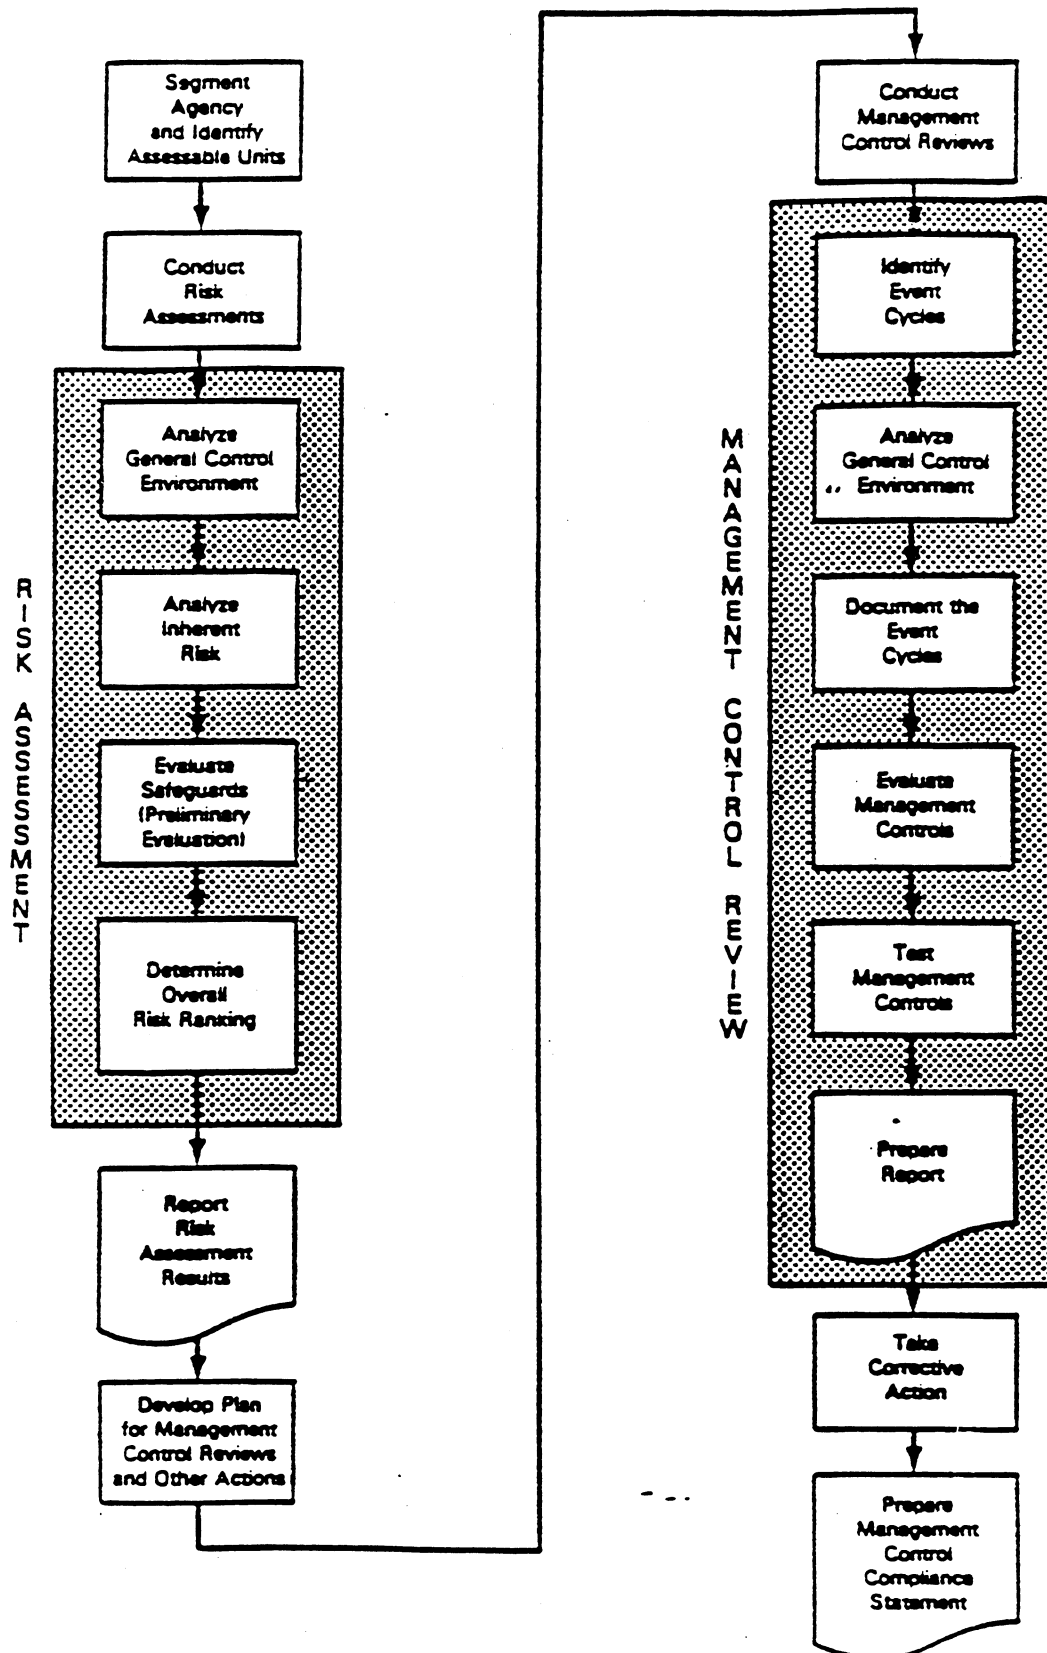 Segment
Agency
and Identify
Assessable Units
Conduct
Risk
Assessments
RISK ASSESSMENT
Analyze
General Control
Environment
Analyze
Inherent
Risk
Evaluate
Safeguards
(Preliminary
Evaluation)
Determine
Overall
Risk Ranking
Report
Risk
Assessment
Results
Develop Plan
for Management
Control Reviews
and Other Actions
Conduct
Management
Control Reviews
MANAGEMENT CONTROL REVIEW
Identify
Event
Cycles
Analyze
General Control
Environment
Document the
Event
Cycles
Evaluate
Management
Controls
Test
Management
Controls
Prepare
Report
Take
Corrective
Action
Prepare
Management
Control
Compliance
Statement